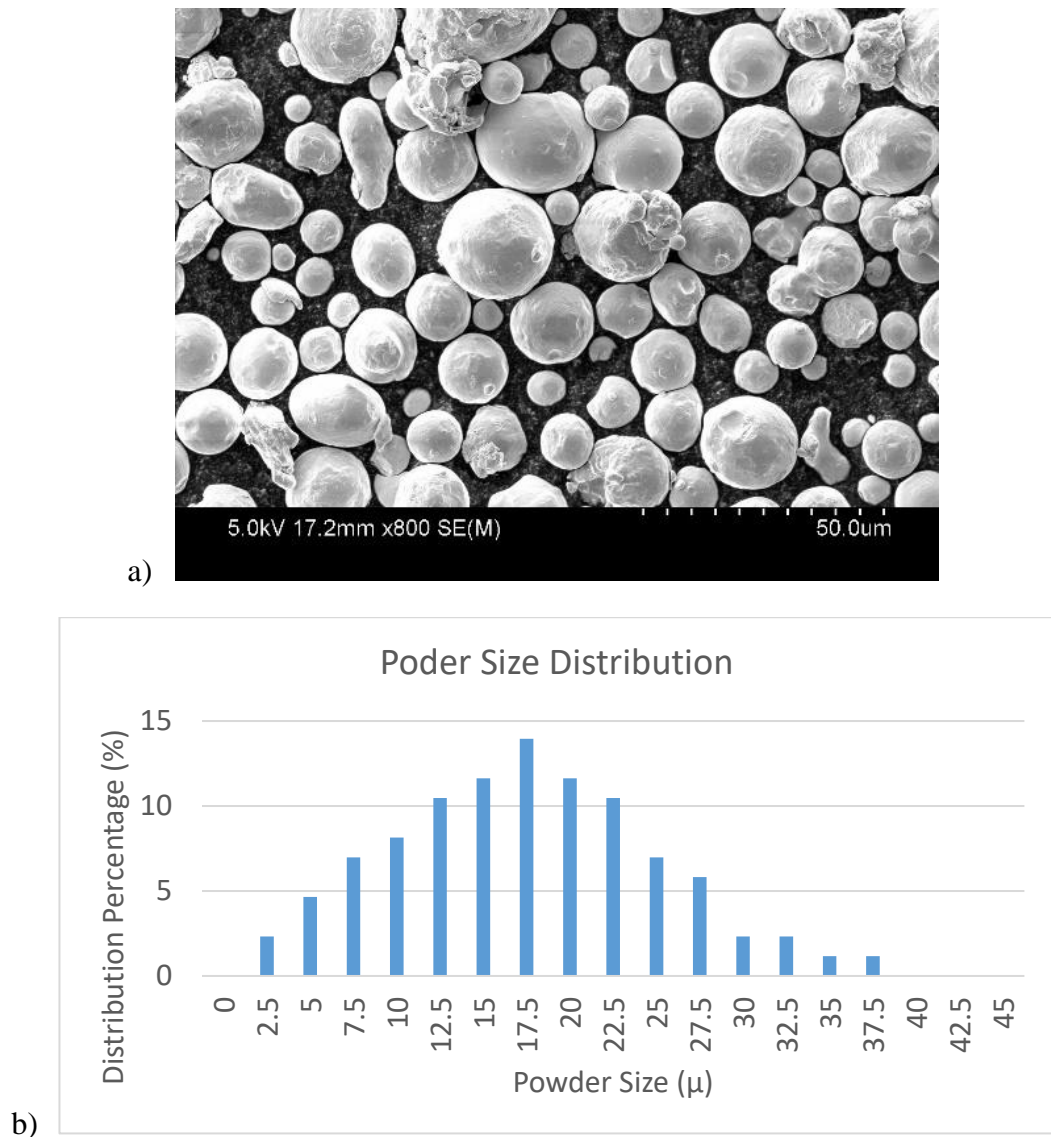 5.0kV 17.2mm x800 SE(M) 50.0um
a)
Poder Size Distribution
Distribution Percentage (%)
15
10
5
0
0 2.5 5 7.5 10 12.5 15 17.5 20 22.5 25 27.5 30 32.5 35 37.5 40 42.5 45
Powder Size (µ)
b)